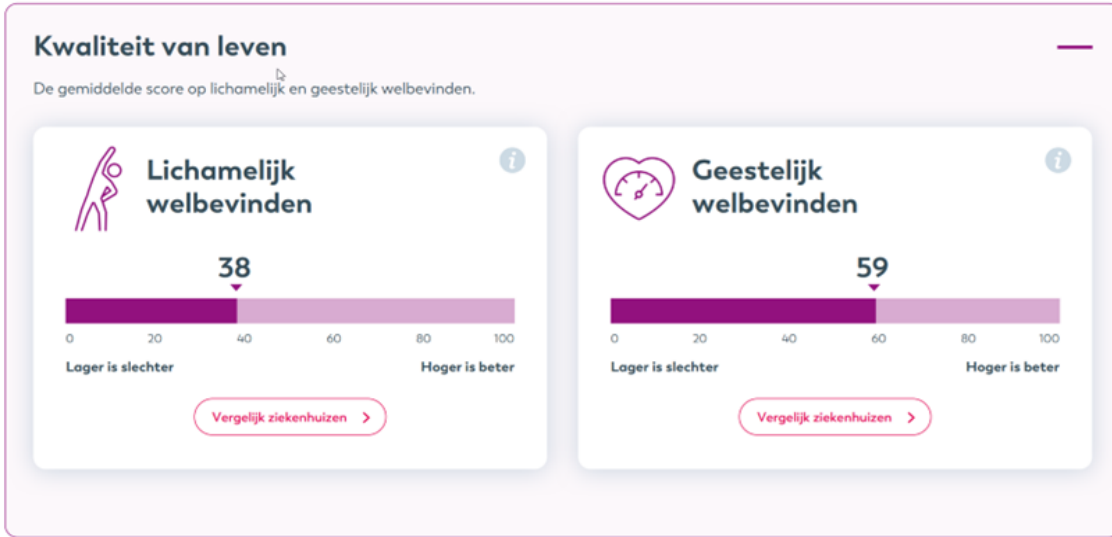 Kwaliteit van leven
De gemiddelde score op lichamelijk en geestelijk welbevinden.
Lichamelijk
welbevinden
38
0 20 40 60 80 100
Lager is slechter Hoger is beter
Vergelijk ziekenhuizen
Geestelijk
welbevinden
59
0 20 40 60 80 100
Lager is slechter Hoger is beter
Vergelijk ziekenhuizen